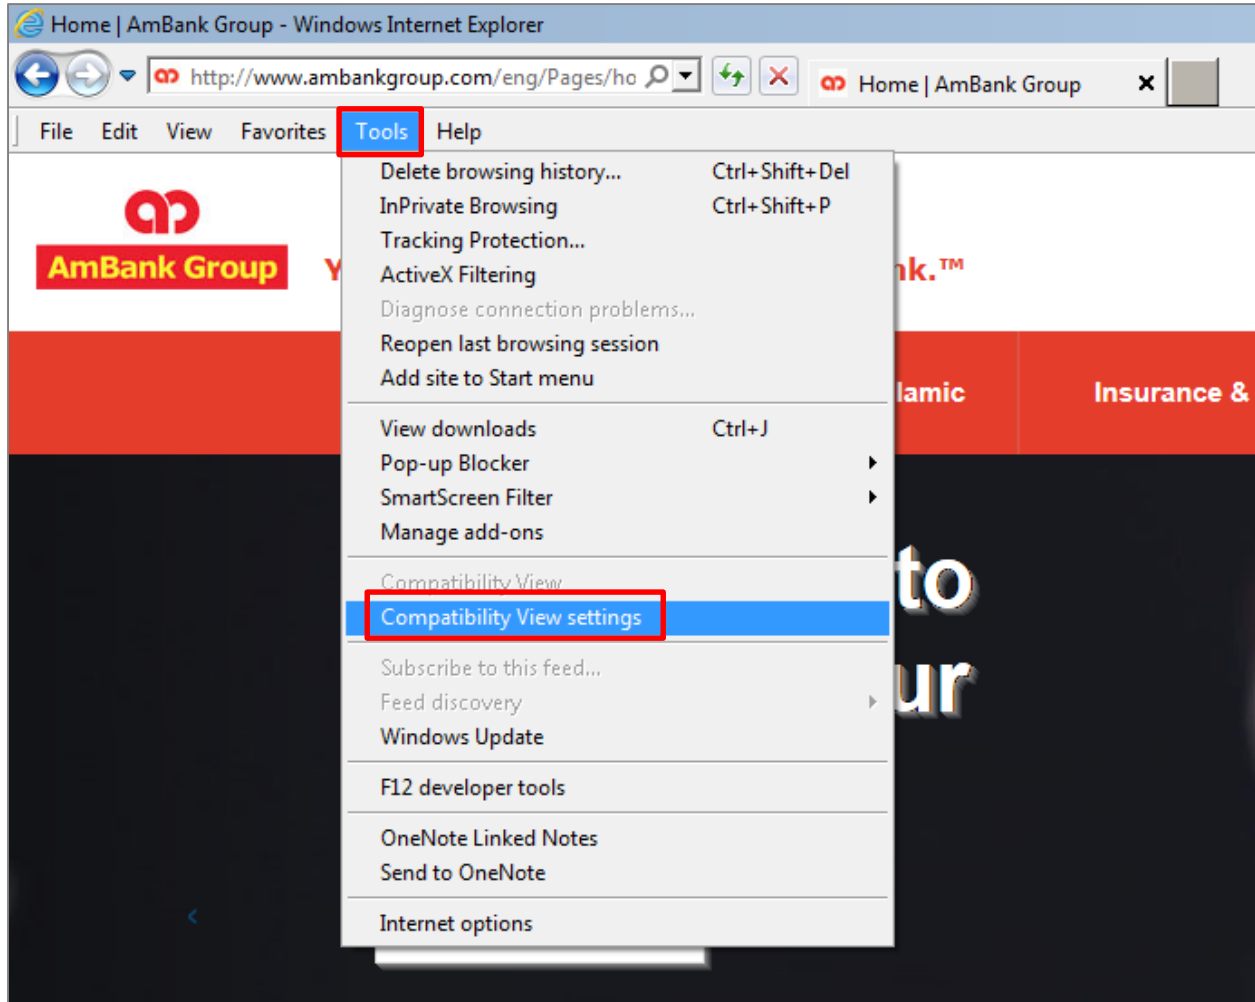 Home | AmBank Group - Windows Internet Explorer
http://www.ambankgroup.com/eng/Pages/ho
Home | AmBank Group
File Edit View Favorites Tools Help
Delete browsing history... Ctrl+Shift+Del
InPrivate Browsing Ctrl+Shift+P
Tracking Protection...
AmBank Group Y nk.™
ActiveX Filtering
Diagnose connection problems...
Reopen last browsing session
Add site to Start menu
lamic Insurance &
View downloads Ctrl+J
Pop-up Blocker
SmartScreen Filter
Manage add-ons
to
Compatibility View
Compatibility View settings
Subscribe to this feed...
ur
Feed discovery
Windows Update
F12 developer tools
OneNote Linked Notes
Send to OneNote
Internet options